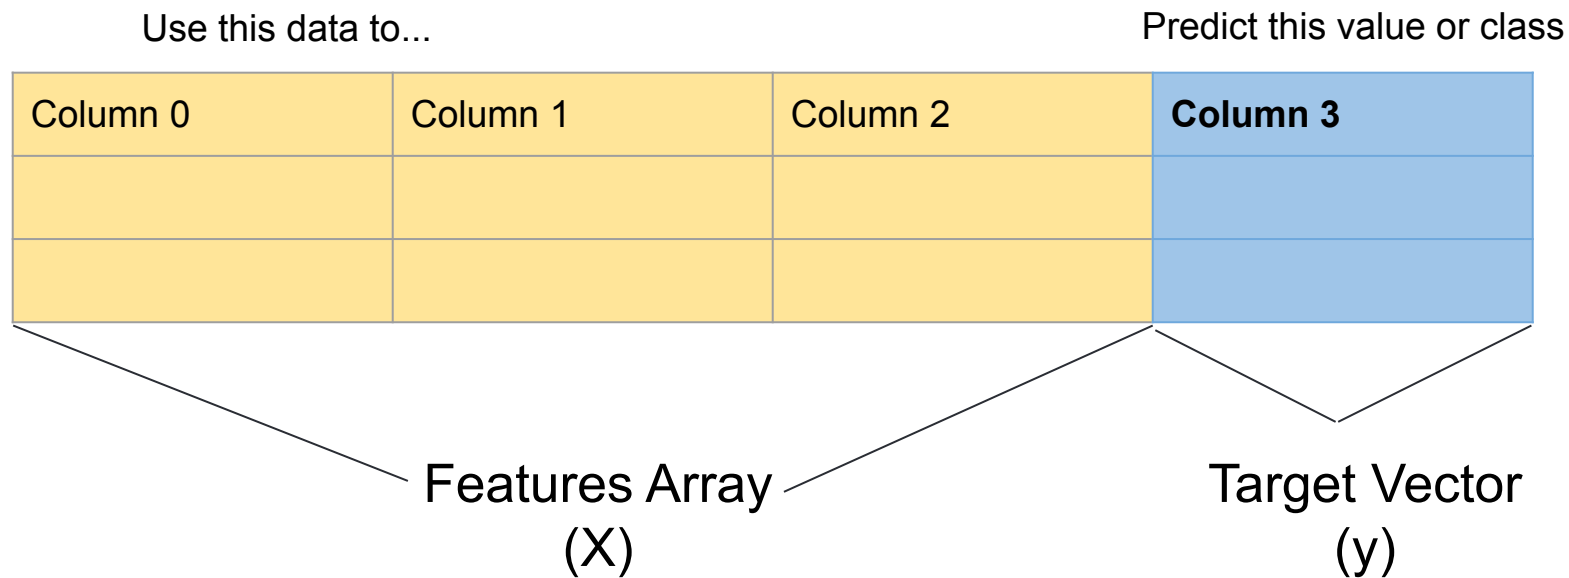 Use this data to...
Predict this value or class
Column 0
Column 1
Column 2
Column 3
Features Array
(X)
Target Vector
(y)